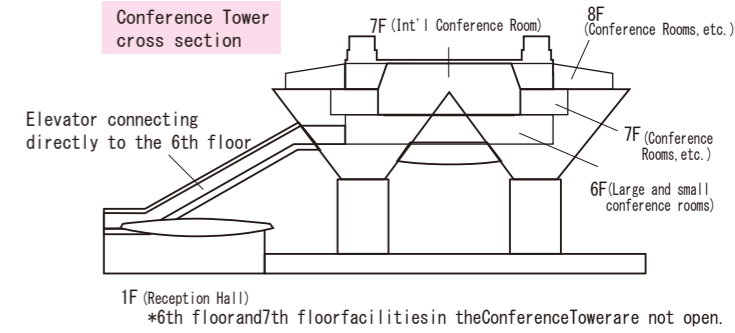 Conference Tower
cross section
7F (Int'l Conference Room)
8F
(Conference Rooms, etc.)
Elevator connecting
directly to the 6th floor
7F (Conference
Rooms, etc.)
6F (Large and small
conference rooms)
1F (Reception Hall)
*6th floorand7th floorfacilitiesin theConferenceTowerare not open.